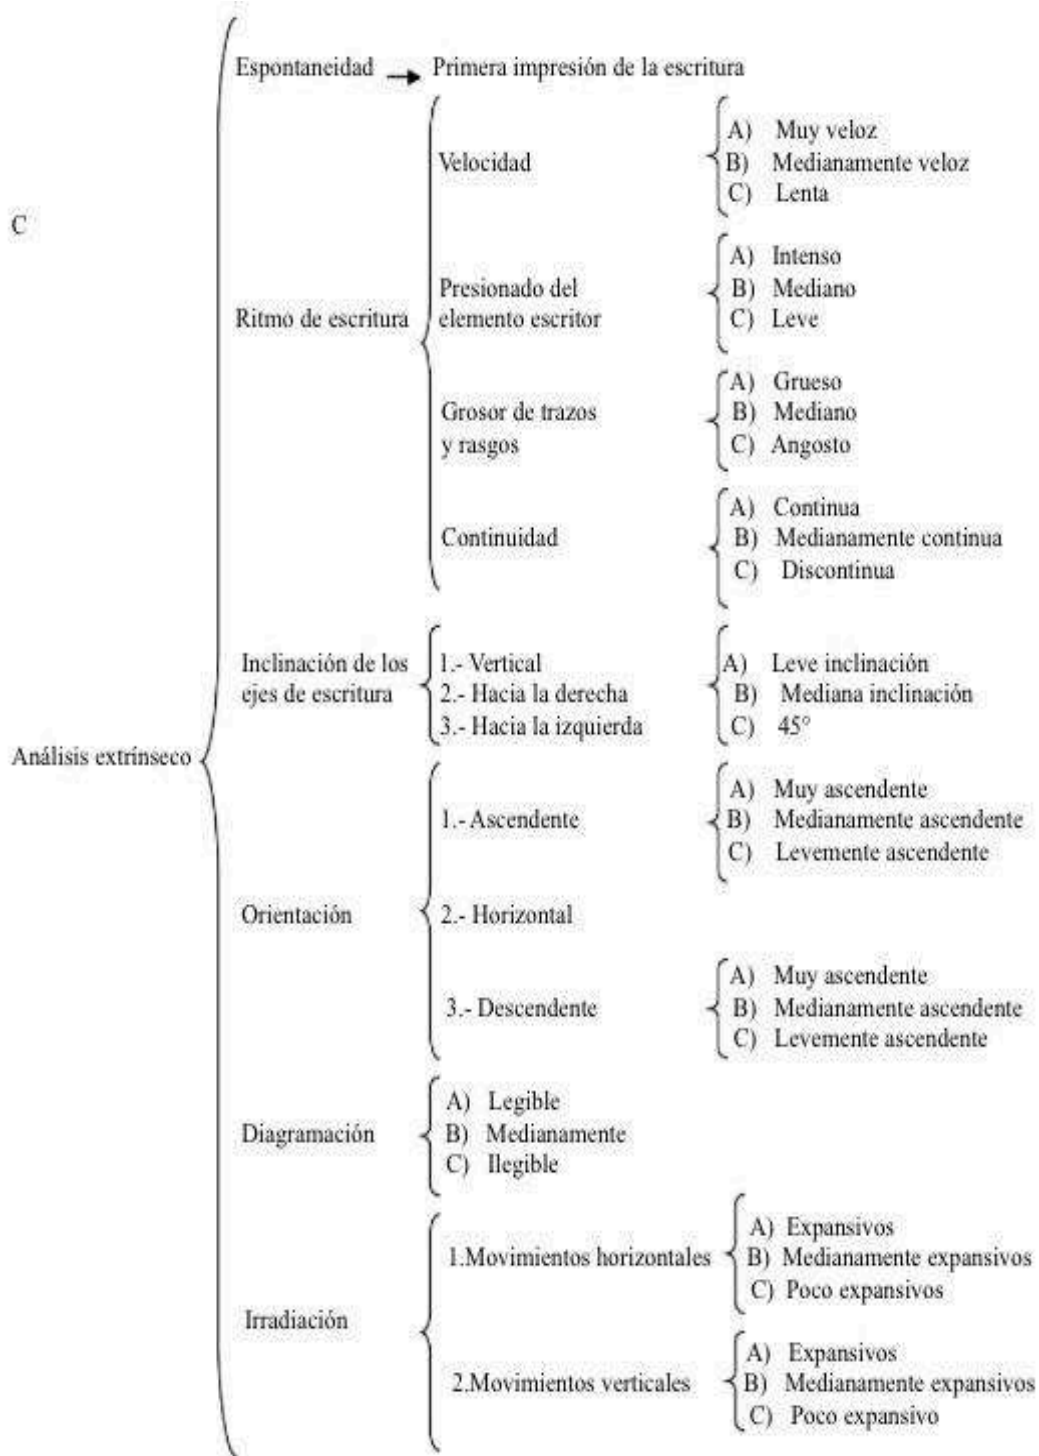 Espontaneidad → Primera impresión de la escritura
Velocidad
A) Muy veloz
B) Medianamente veloz
C) Lenta
C
Ritmo de escritura
Presionado del
elemento escritor
A) Intenso
B) Mediano
C) Leve
Grosor de trazos
y rasgos
A) Grueso
B) Mediano
C) Angosto
Continuidad
A) Continua
B) Medianamente continua
C) Discontinua
Inclinación de los
ejes de escritura
1.- Vertical
2.- Hacia la derecha
3.- Hacia la izquierda
A) Leve inclinación
B) Mediana inclinación
C) 45°
Análisis extrínseco
Orientación
1.- Ascendente
A) Muy ascendente
B) Medianamente ascendente
C) Levemente ascendente
2.- Horizontal
3.- Descendente
A) Muy ascendente
B) Medianamente ascendente
C) Levemente ascendente
Diagramación
A) Legible
B) Medianamente
C) Ilegible
Irradiación
1.Movimientos horizontales
A) Expansivos
B) Medianamente expansivos
C) Poco expansivos
2.Movimientos verticales
A) Expansivos
B) Medianamente expansivos
C) Poco expansivo